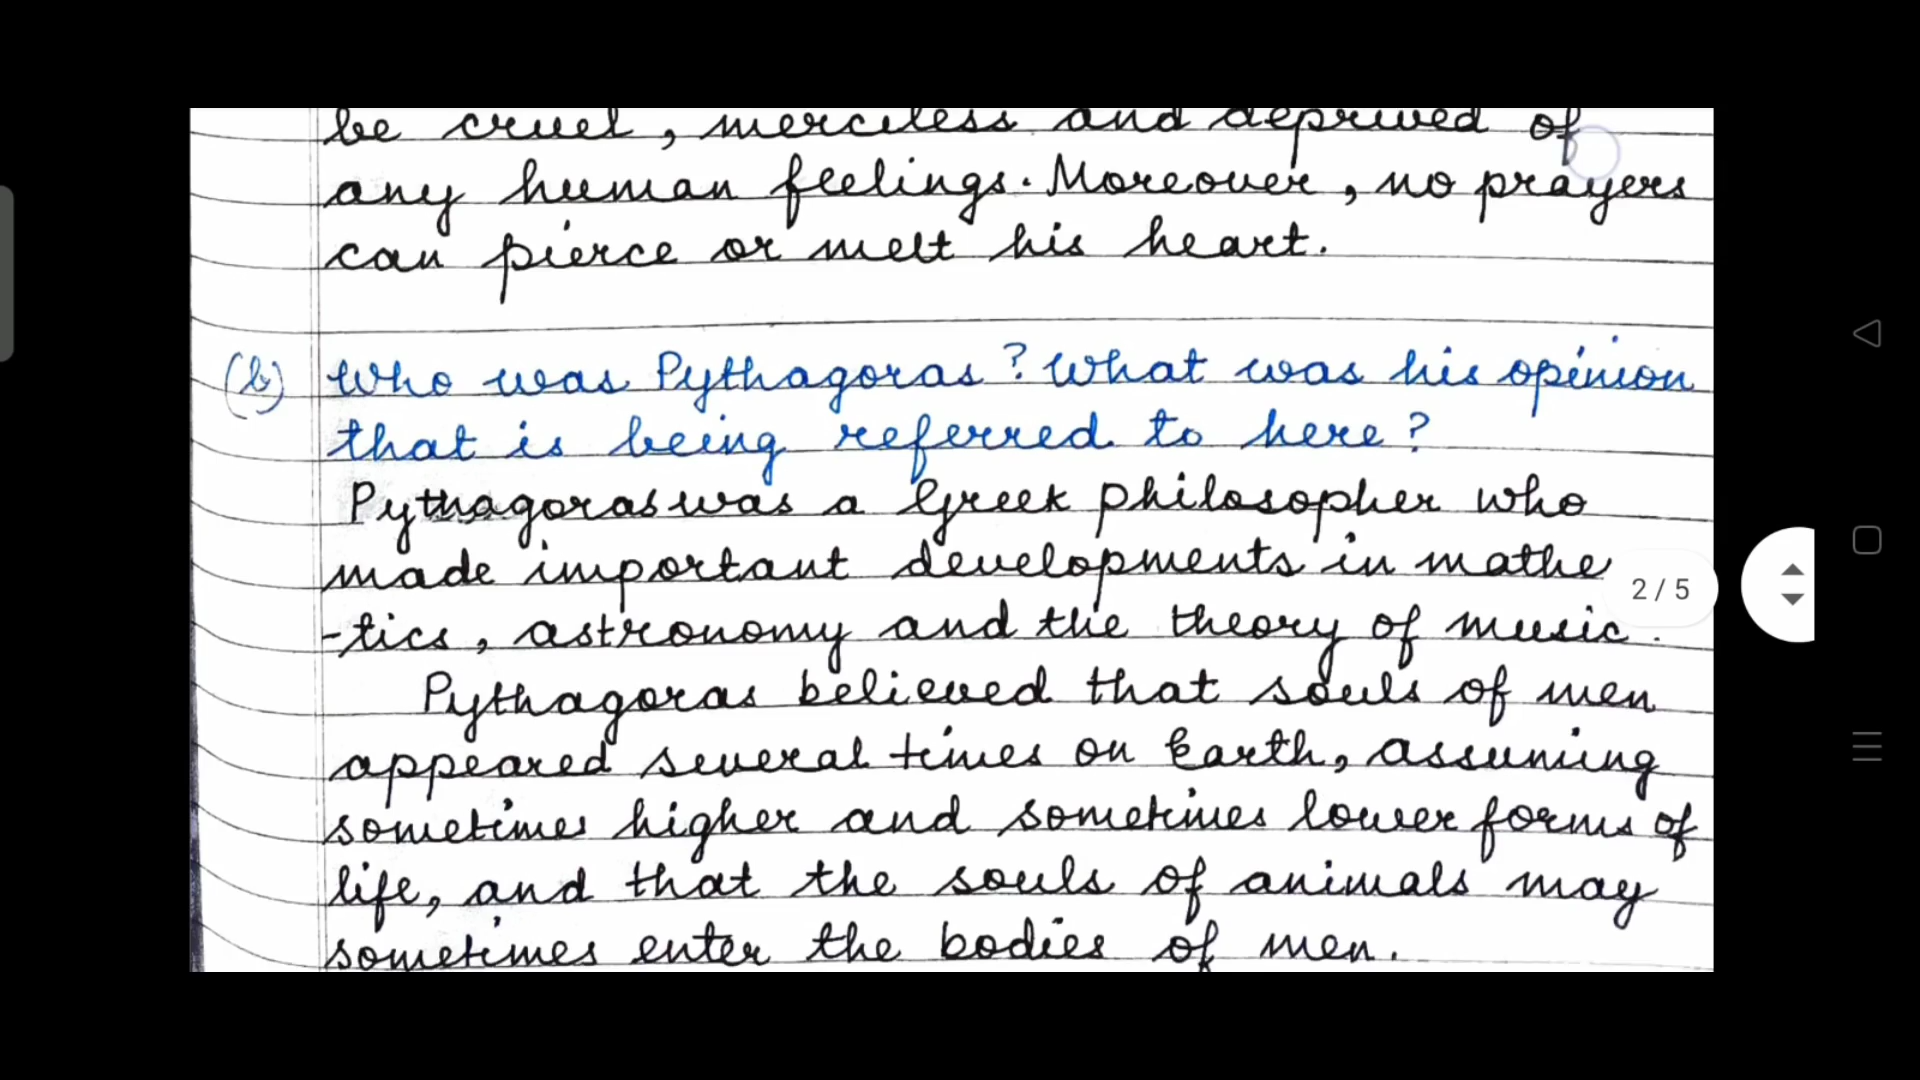 be cruel, merciless and deprived of
any human feelings. Moreover, no prayers
can pierce or melt his heart.
(b) Who was Pythagoras? What was his opinion
that is being referred to here?
Pythagoras was a Greek philosopher who
made important developments in mathe
-tics, astronomy and the theory of music.
Pythagoras believed that souls of men
appeared several times on Earth, assuming
sometimes higher and sometimes lower forms of
life, and that the souls of animals may
sometimes enter the bodies of men.
2/5